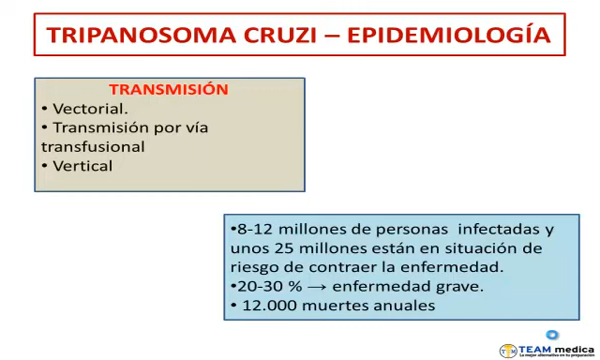 TRIPANOSOMA CRUZI – EPIDEMIOLOGÍA
TRANSMISIÓN
• Vectorial.
• Transmisión por vía
transfusional
• Vertical
•8-12 millones de personas infectadas y
unos 25 millones están en situación de
riesgo de contraer la enfermedad.
•20-30 % → enfermedad grave.
• 12.000 muertes anuales
TM TEAM medica
La mejor alternativa en tu preparación